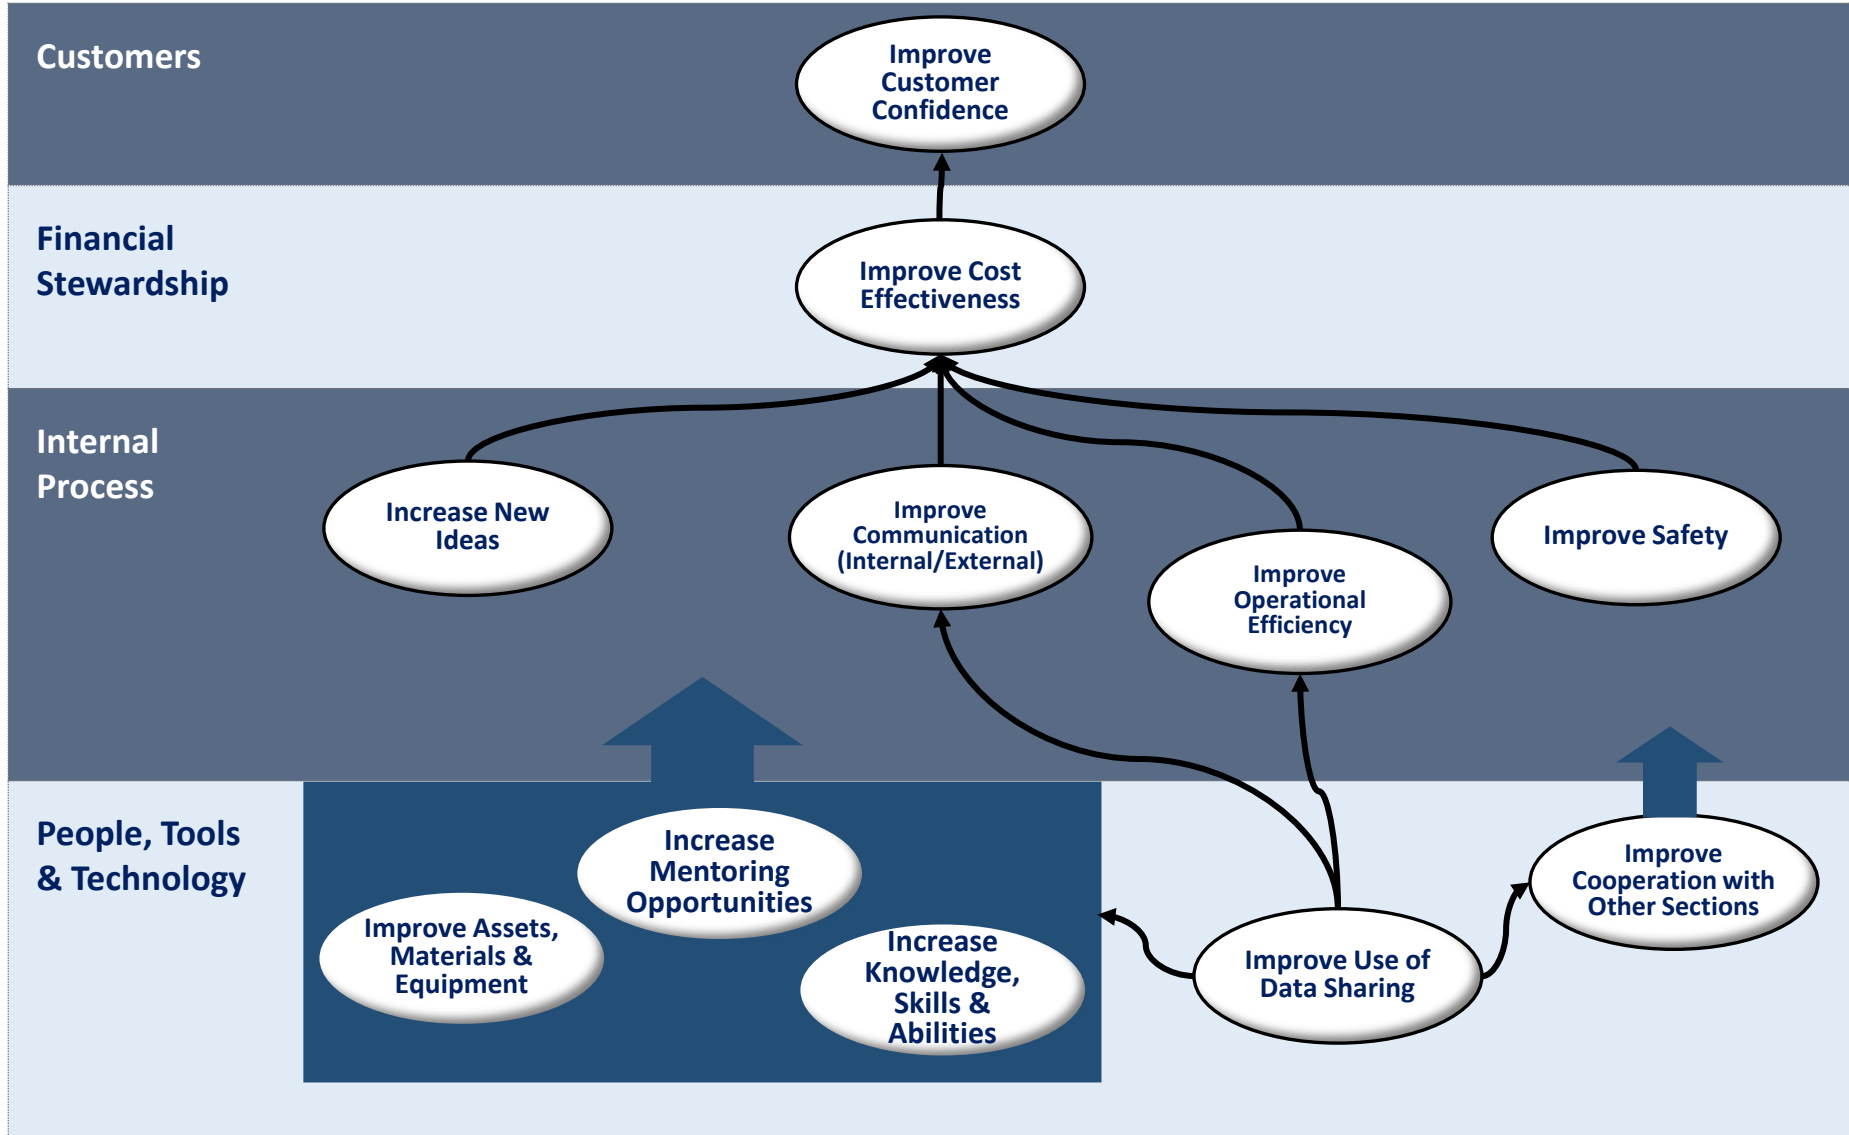 Customers
Improve
Customer
Confidence
Financial
Stewardship
Improve Cost
Effectiveness
Internal
Process
Increase New
Ideas
Improve
Communication
(Internal/External)
Improve
Operational
Efficiency
Improve Safety
People, Tools
& Technology
Improve Assets,
Materials &
Equipment
Increase
Mentoring
Opportunities
Increase
Knowledge,
Skills &
Abilities
Improve Use of
Data Sharing
Improve
Cooperation with
Other Sections